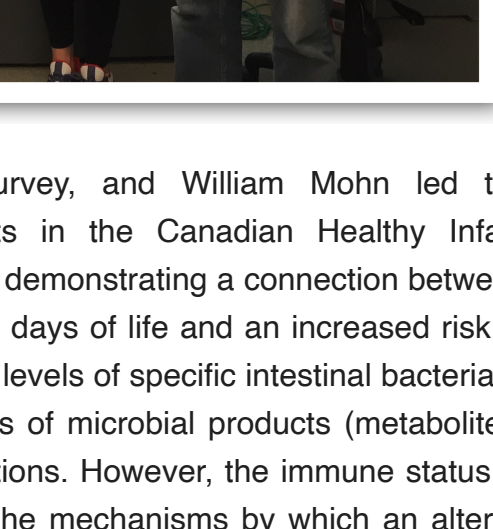 urvey, and William Mohn led t
ts in the Canadian Healthy Infa
demonstrating a connection betwe
days of life and an increased risk
levels of specific intestinal bacteria
s of microbial products (metabolite
tions. However, the immune status
he mechanisms by which an alter